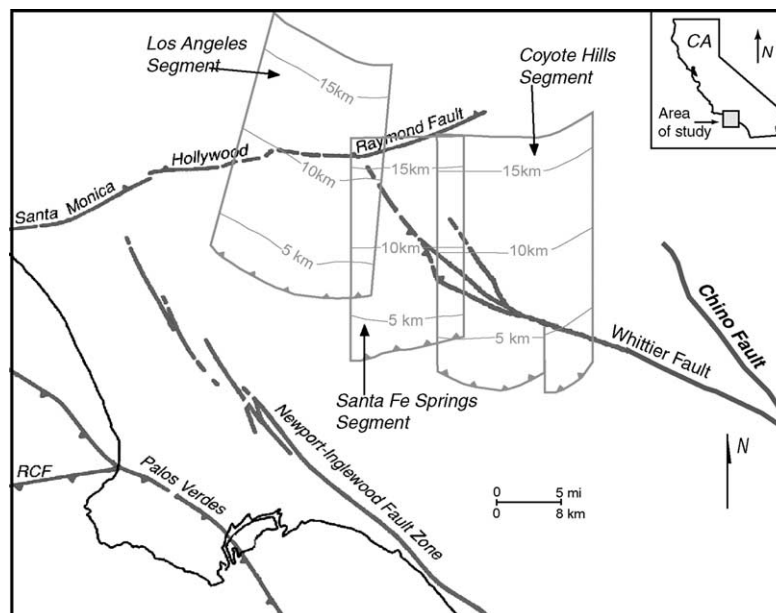 Los Angeles
Segment
Coyote Hills
Segment
CA
N
Area
of study
15km
Raymond Fault
Hollywood
10km
15km
15km
Santa Monica
5 km
10km
10km
Chino Fault
5 km
5 km
Whittier Fault
Santa Fe Springs
Segment
Newport-Inglewood Fault Zone
N
RCF
Palos Verdes
0 5 mi
0 8 km